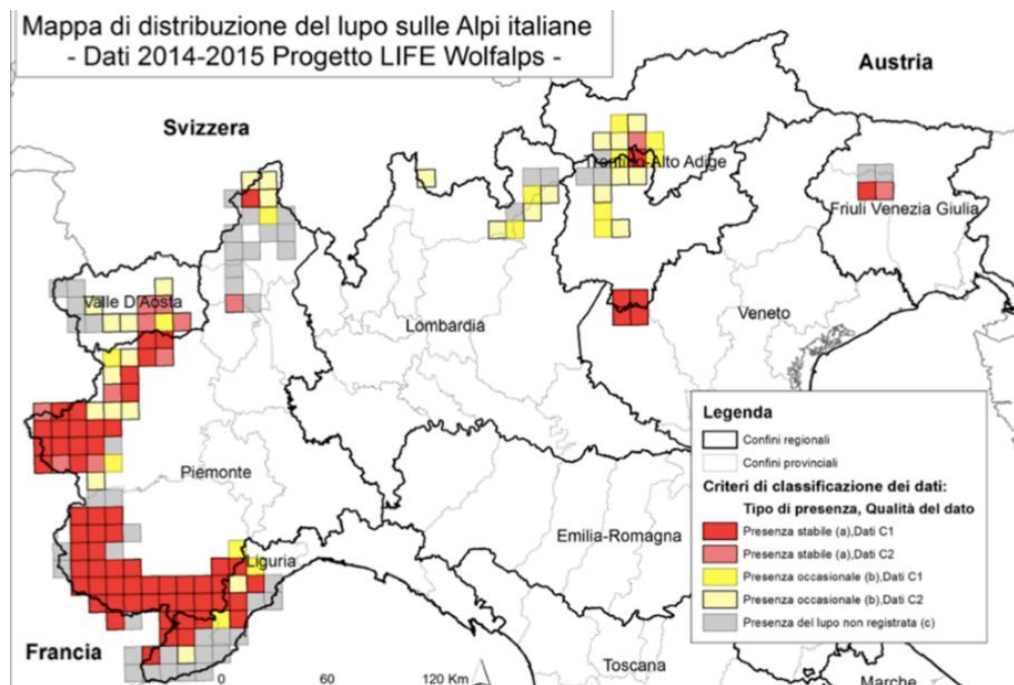 Mappa di distribuzione del lupo sulle Alpi italiane
- Dati 2014-2015 Progetto LIFE Wolfalps -
Austria
Svizzera
Trentino-Alto Adige
Friuli Venezia Giulia
Valle D'Aosta
Lombardia
Veneto
Piemonte
Emilia-Romagna
Liguria
Francia
Toscana
Marche
0 60 120 Km
Legenda
Confini regionali
Confini provinciali
Criteri di classificazione dei dati:
Tipo di presenza, Qualità del dato
Presenza stabile (a),Dati C1
Presenza stabile (a),Dati C2
Presenza occasionale (b),Dati C1
Presenza occasionale (b),Dati C2
Presenza del lupo non registrata (c)